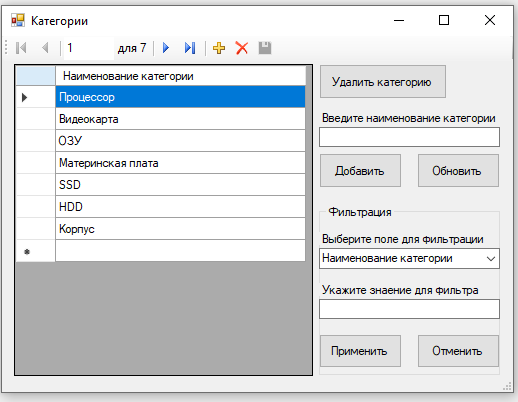 Категории
1 для 7
Наименование категории
Процессор
Видеокарта
ОЗУ
Материнская плата
SSD
HDD
Корпус
Удалить категорию
Введите наименование категории
Добавить Обновить
Фильтрация
Выберите поле для фильтрации
Наименование категории
Укажите знаение для фильтра
Применить Отменить